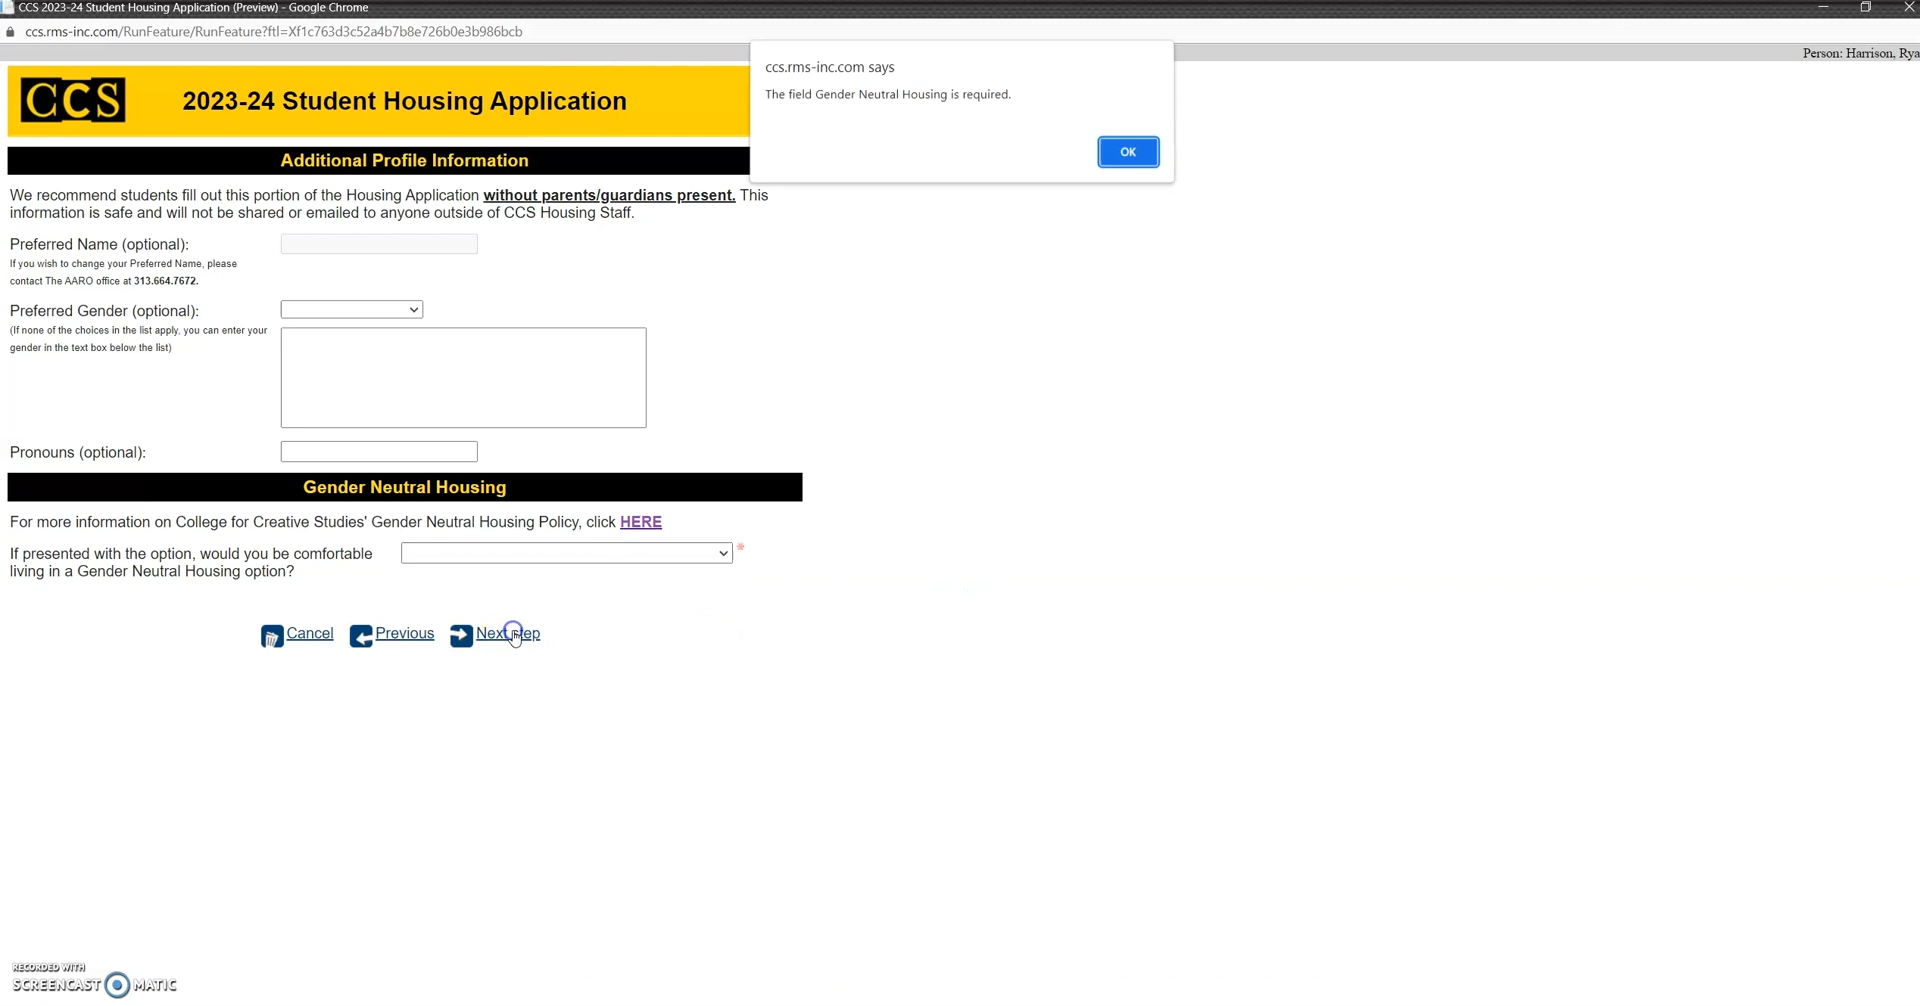 CCS 2023-24 Student Housing Application (Preview) - Google Chrome
ccs.rms-inc.com/RunFeature/RunFeature?ftl=Xf1c763d3c52a4b7b8e726b0e3b986bcb
Person: Harrison, Rya
ccs.rms-inc.com says
The field Gender Neutral Housing is required.
OK
CCS
2023-24 Student Housing Application
Additional Profile Information
We recommend students fill out this portion of the Housing Application without parents/guardians present. This
information is safe and will not be shared or emailed to anyone outside of CCS Housing Staff.
Preferred Name (optional):
If you wish to change your Preferred Name, please
contact The AARO office at 313.664.7672.
Preferred Gender (optional):
(If none of the choices in the list apply, you can enter your
gender in the text box below the list)
Pronouns (optional):
Gender Neutral Housing
For more information on College for Creative Studies' Gender Neutral Housing Policy, click HERE
If presented with the option, would you be comfortable
living in a Gender Neutral Housing option?
*
Cancel Previous Next Step
RECORDED WITH
SCREENCAST MATIC